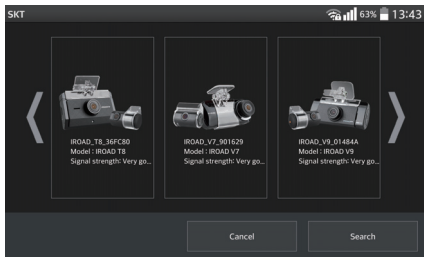 SKT 63% 13:43
IROAD_T8_36FC80
Model : IROAD T8
Signal strength: Very go...
IROAD_V7_901629
Model : IROAD V7
Signal strength: Very go...
IROAD_V9_01484A
Model : IROAD V9
Signal strength: Very go...
Cancel
Search